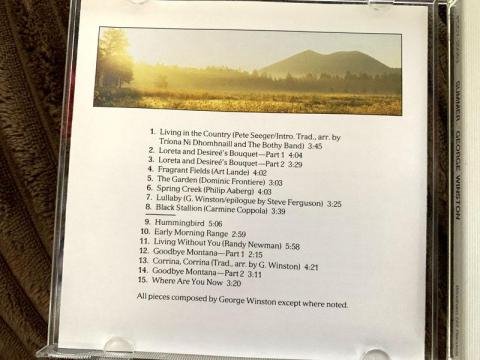 1. Living in the Country (Pete Seeger/Intro. Trad., arr. by
Tríona Ní Dhomhnaill and The Bothy Band) 3:45
2. Loreta and Desireé's Bouquet—Part 1 4:04
3. Loreta and Desireé's Bouquet—Part 2 3:29
4. Fragrant Fields (Art Lande) 4:02
5. The Garden (Dominic Frontiere) 3:03
6. Spring Creek (Philip Aaberg) 4:03
7. Lullaby (G. Winston/epilogue by Steve Ferguson) 3:25
8. Black Stallion (Carmine Coppola) 3:39
9. Hummingbird 5:06
10. Early Morning Range 2:59
11. Living Without You (Randy Newman) 5:58
12. Goodbye Montana—Part 1 2:15
13. Corrina, Corrina (Trad., arr. by G. Winston) 4:21
14. Goodbye Montana—Part 2 3:11
15. Where Are You Now 3:20
All pieces composed by George Winston except where noted.
SUMMER GEORGE WINSTON